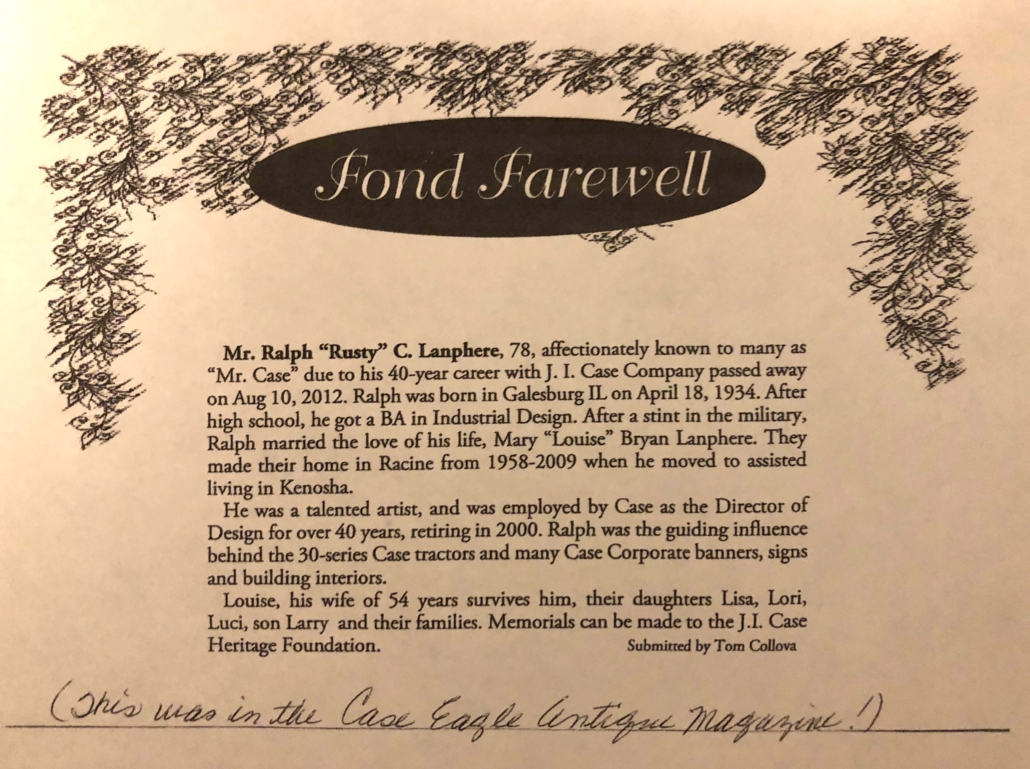 Fond Farewell
Mr. Ralph “Rusty” C. Lanphere, 78, affectionately known to many as
“Mr. Case” due to his 40-year career with J. I. Case Company passed away
on Aug 10, 2012. Ralph was born in Galesburg IL on April 18, 1934. After
high school, he got a BA in Industrial Design. After a stint in the military,
Ralph married the love of his life, Mary “Louise” Bryan Lanphere. They
made their home in Racine from 1958-2009 when he moved to assisted
living in Kenosha.
He was a talented artist, and was employed by Case as the Director of
Design for over 40 years, retiring in 2000. Ralph was the guiding influence
behind the 30-series Case tractors and many Case Corporate banners, signs
and building interiors.
Louise, his wife of 54 years survives him, their daughters Lisa, Lori,
Luci, son Larry and their families. Memorials can be made to the J.I. Case
Heritage Foundation. Submitted by Tom Collova
(This was in the Case Eagle Antique Magazine!)